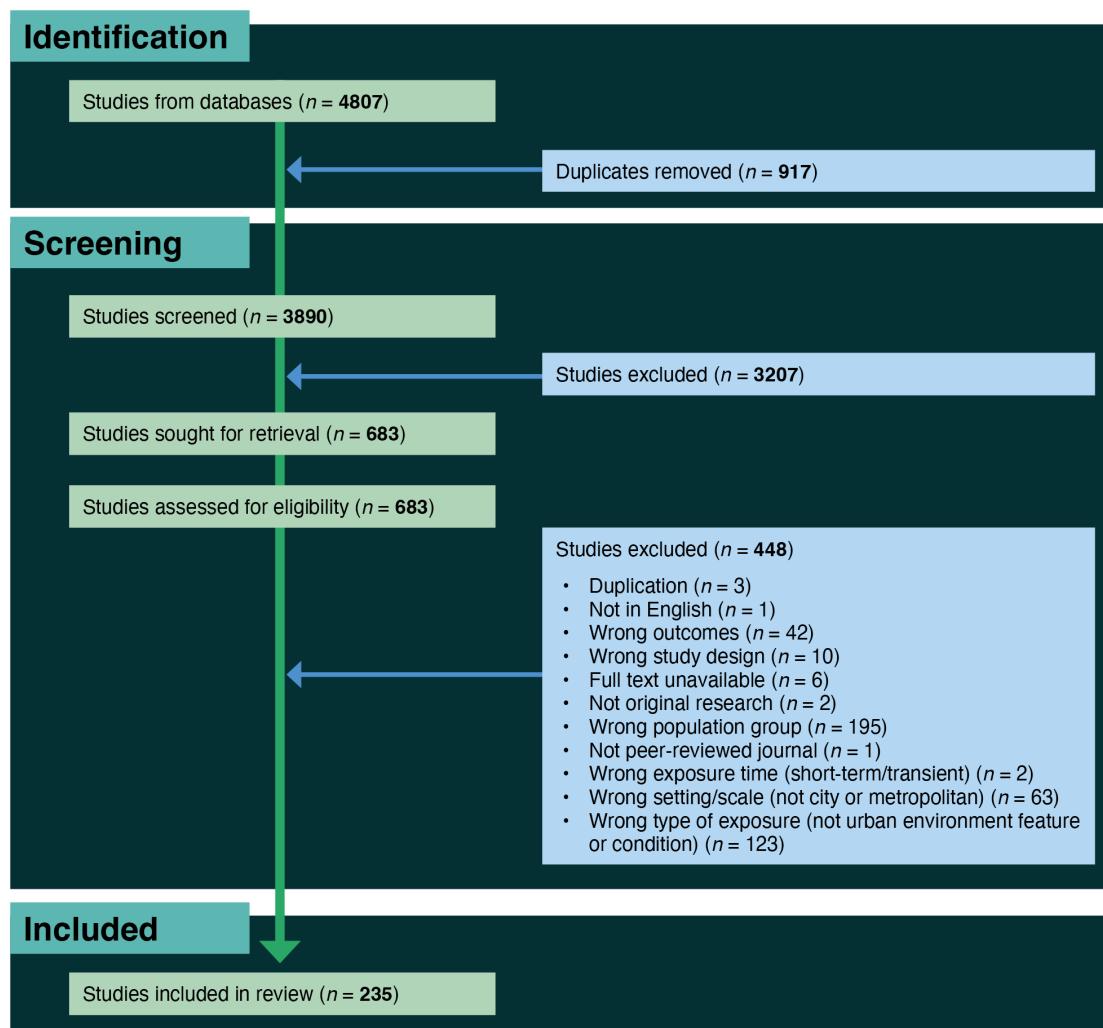 Identification
Studies from databases (n = 4807)
Duplicates removed (n = 917)
Screening
Studies screened (n = 3890)
Studies excluded (n = 3207)
Studies sought for retrieval (n = 683)
Studies assessed for eligibility (n = 683)
Studies excluded (n = 448)
• Duplication (n = 3)
• Not in English (n = 1)
• Wrong outcomes (n = 42)
• Wrong study design (n = 10)
• Full text unavailable (n = 6)
• Not original research (n = 2)
• Wrong population group (n = 195)
• Not peer-reviewed journal (n = 1)
• Wrong exposure time (short-term/transient) (n = 2)
• Wrong setting/scale (not city or metropolitan) (n = 63)
• Wrong type of exposure (not urban environment feature
or condition) (n = 123)
Included
Studies included in review (n = 235)